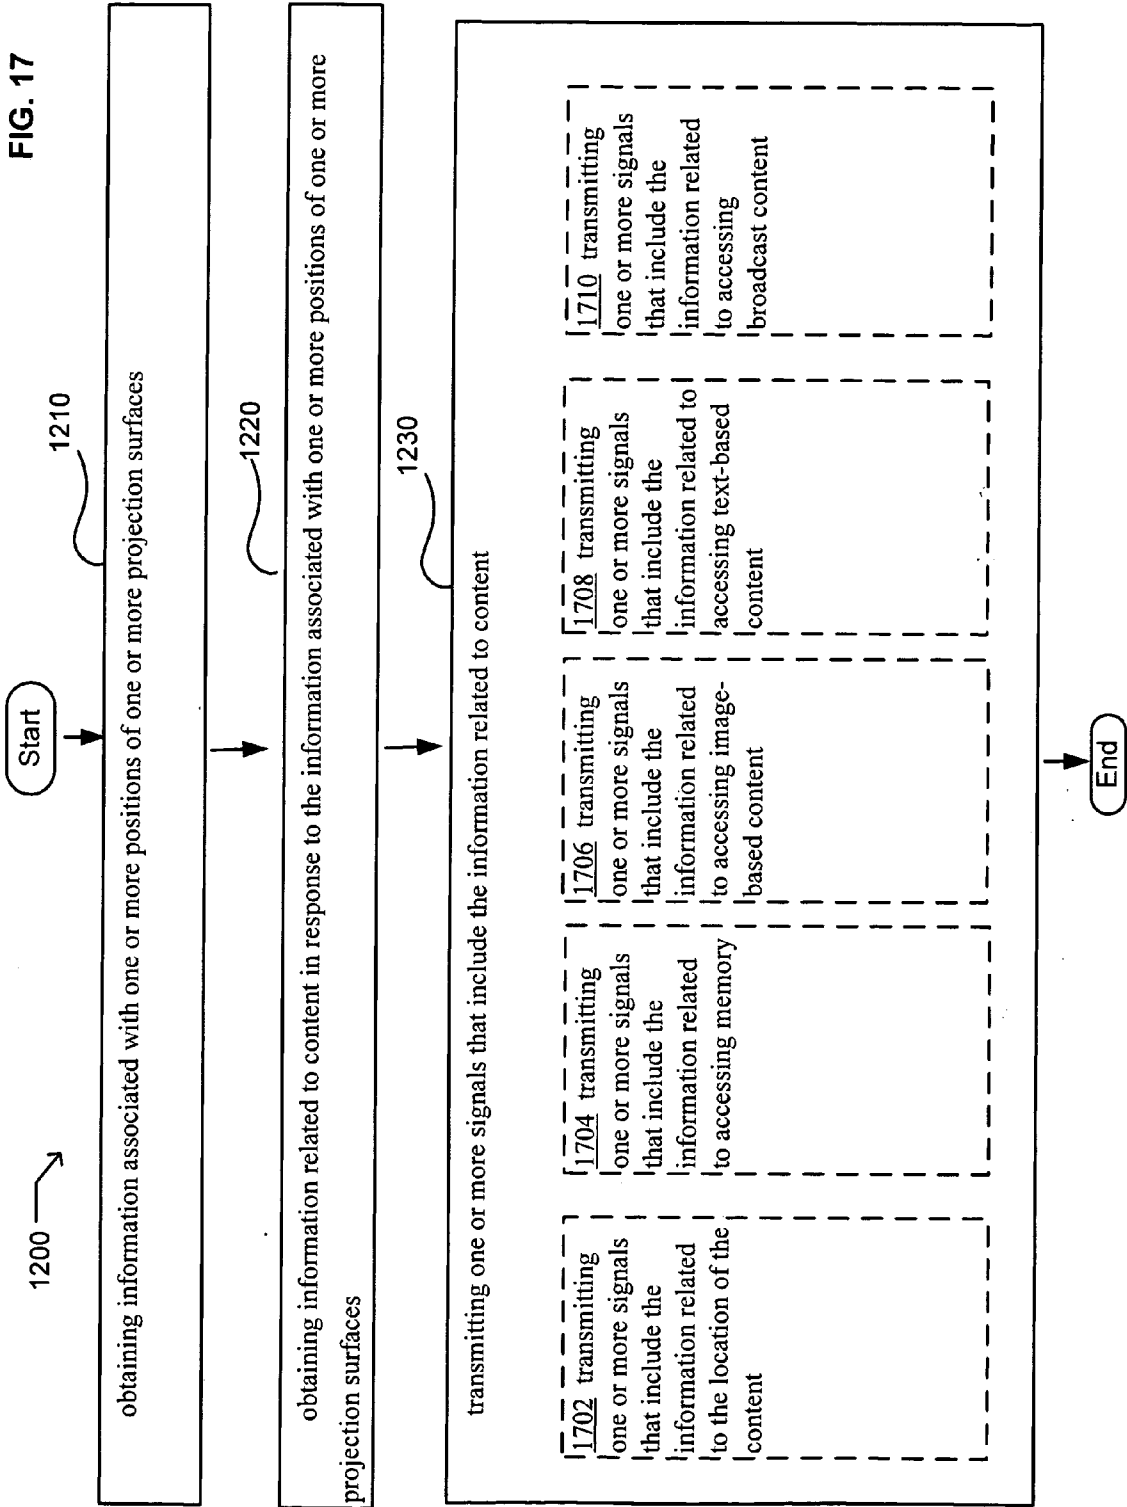 FIG. 17
1200
Start
1210
obtaining information associated with one or more positions of one or more projection surfaces
1220
obtaining information related to content in response to the information associated with one or more positions of one or more
projection surfaces
1230
transmitting one or more signals that include the information related to content
1702 transmitting
one or more signals
that include the
information related
to the location of the
content
1704 transmitting
one or more signals
that include the
information related
to accessing memory
1706 transmitting
one or more signals
that include the
information related
to accessing image-
based content
1708 transmitting
one or more signals
that include the
information related to
accessing text-based
content
1710 transmitting
one or more signals
that include the
information related
to accessing
broadcast content
End